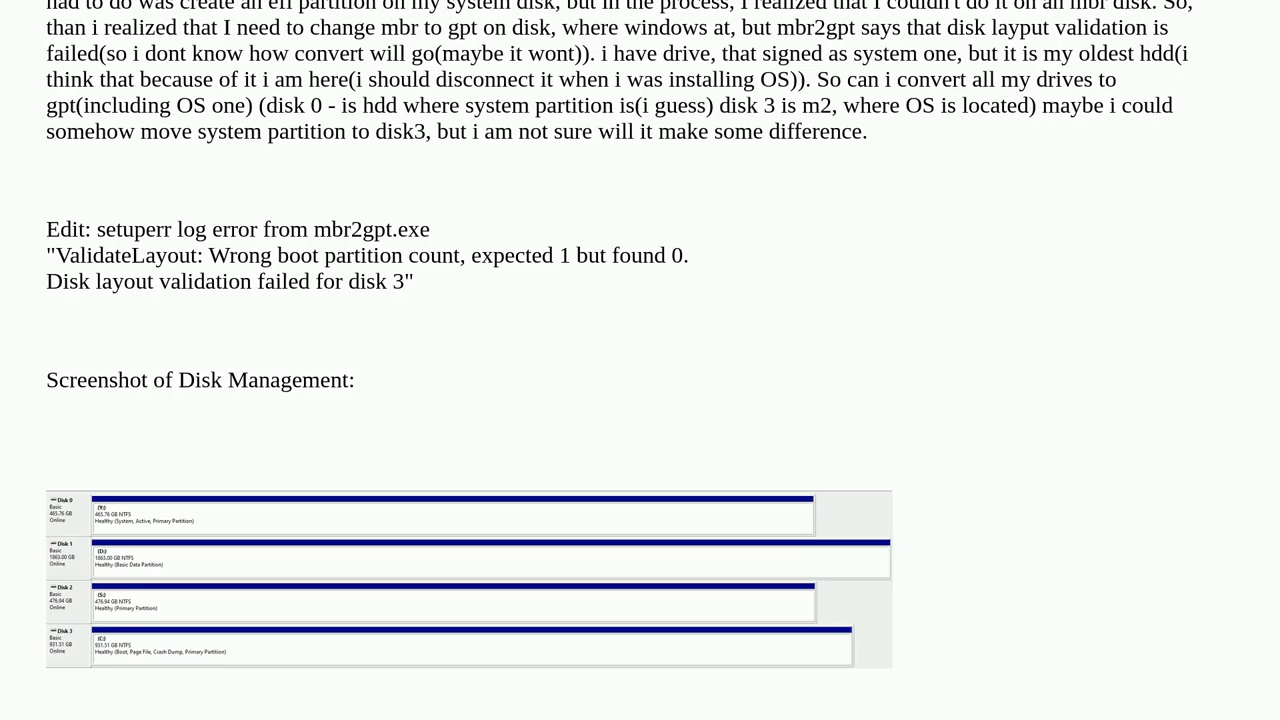 had to do was create an efi partition on my system disk, but in the process, I realized that I couldn't do it on an mbr disk. So,
than i realized that I need to change mbr to gpt on disk, where windows at, but mbr2gpt says that disk layput validation is
failed(so i dont know how convert will go(maybe it wont)). i have drive, that signed as system one, but it is my oldest hdd(i
think that because of it i am here(i should disconnect it when i was installing OS)). So can i convert all my drives to
gpt(including OS one) (disk 0 - is hdd where system partition is(i guess) disk 3 is m2, where OS is located) maybe i could
somehow move system partition to disk3, but i am not sure will it make some difference.
Edit: setuperr log error from mbr2gpt.exe
"ValidateLayout: Wrong boot partition count, expected 1 but found 0.
Disk layout validation failed for disk 3"
Screenshot of Disk Management:
Disk 0
Basic
465.76 GB
Online
(Y:)
465.76 GB NTFS
Healthy (System, Active, Primary Partition)
Disk 1
Basic
1863.00 GB
Online
(D:)
1863.00 GB NTFS
Healthy (Basic Data Partition)
Disk 2
Basic
476.94 GB
Online
(S:)
476.94 GB NTFS
Healthy (Primary Partition)
Disk 3
Basic
931.51 GB
Online
(C:)
931.51 GB NTFS
Healthy (Boot, Page File, Crash Dump, Primary Partition)